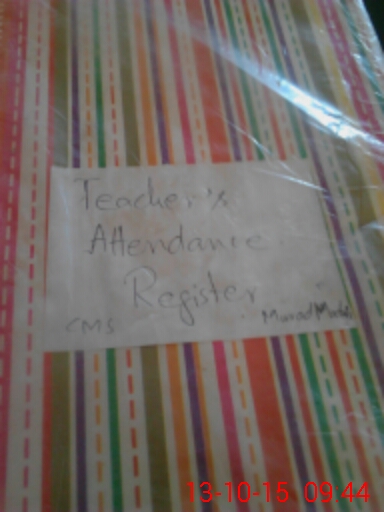 Teacher's
Attendance
Register
CMS
13-10-15 09:44